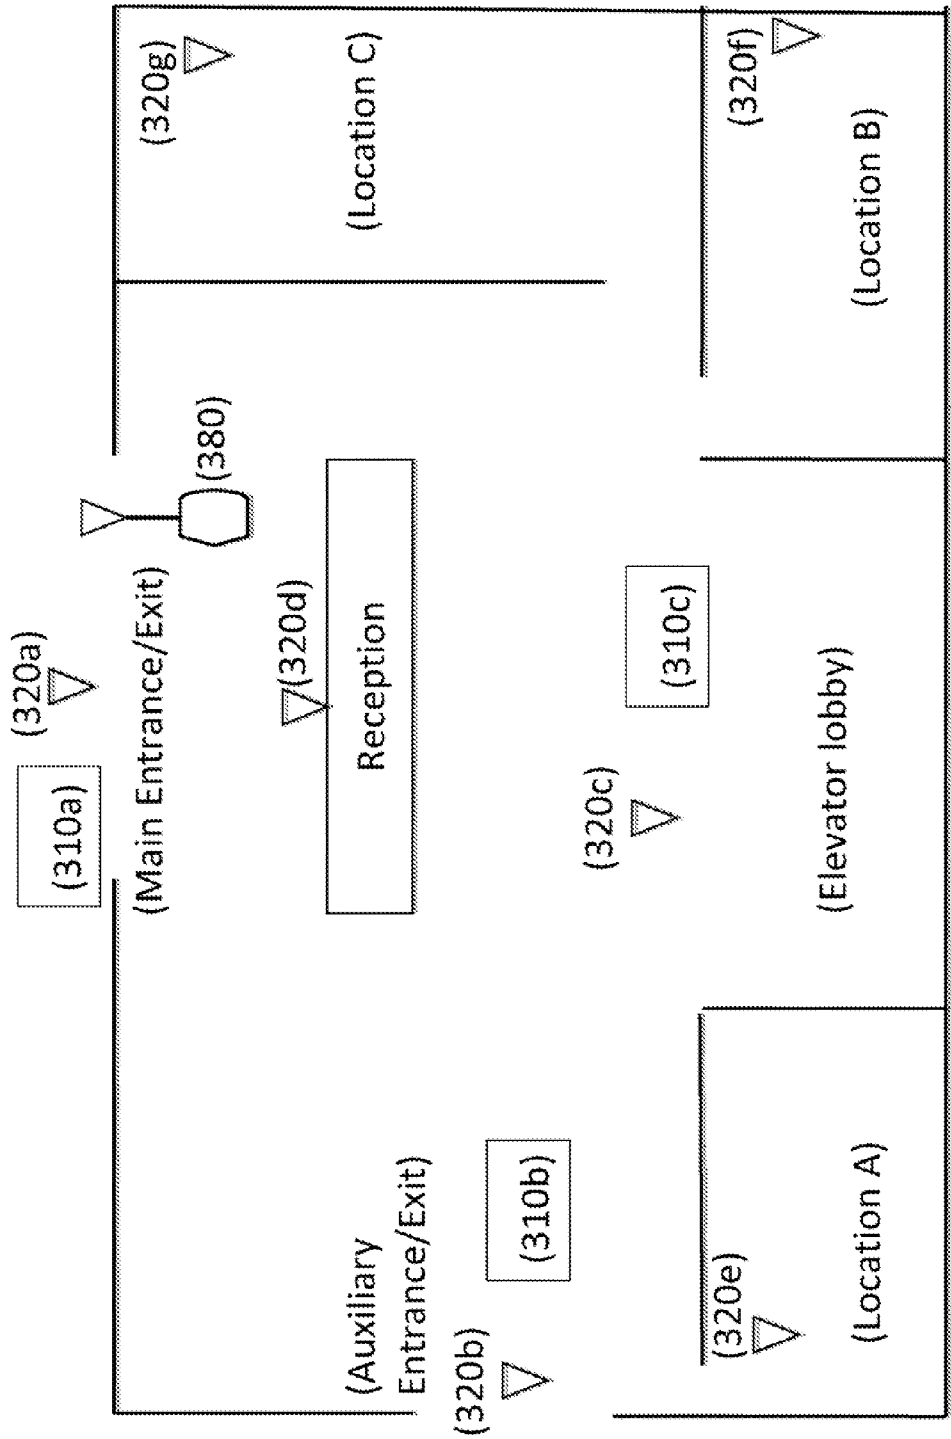 (320a)
(310a)
(Main Entrance/Exit)
(320g)
(380)
(320d)
(Auxiliary
Entrance/Exit)
Reception
(Location C)
(320b)
(310b)
(320c)
(310c)
(320e)
(320f)
(Elevator lobby)
(Location A)
(Location B)